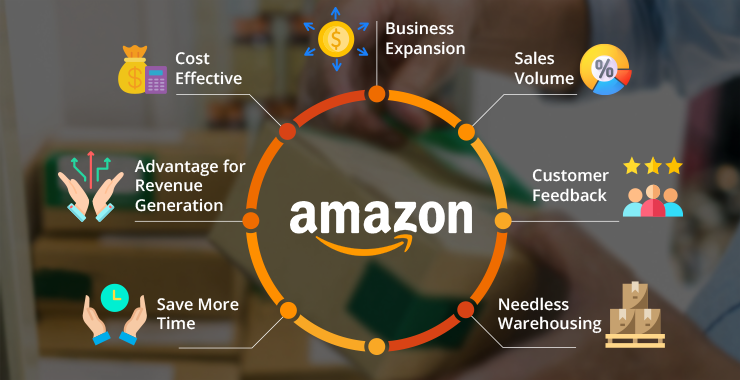 Business
Expansion
Cost
Effective
Sales
Volume
%
$
$
Advantage for
Revenue
Generation
Customer
Feedback
amazon
Save More
Time
Needless
Warehousing